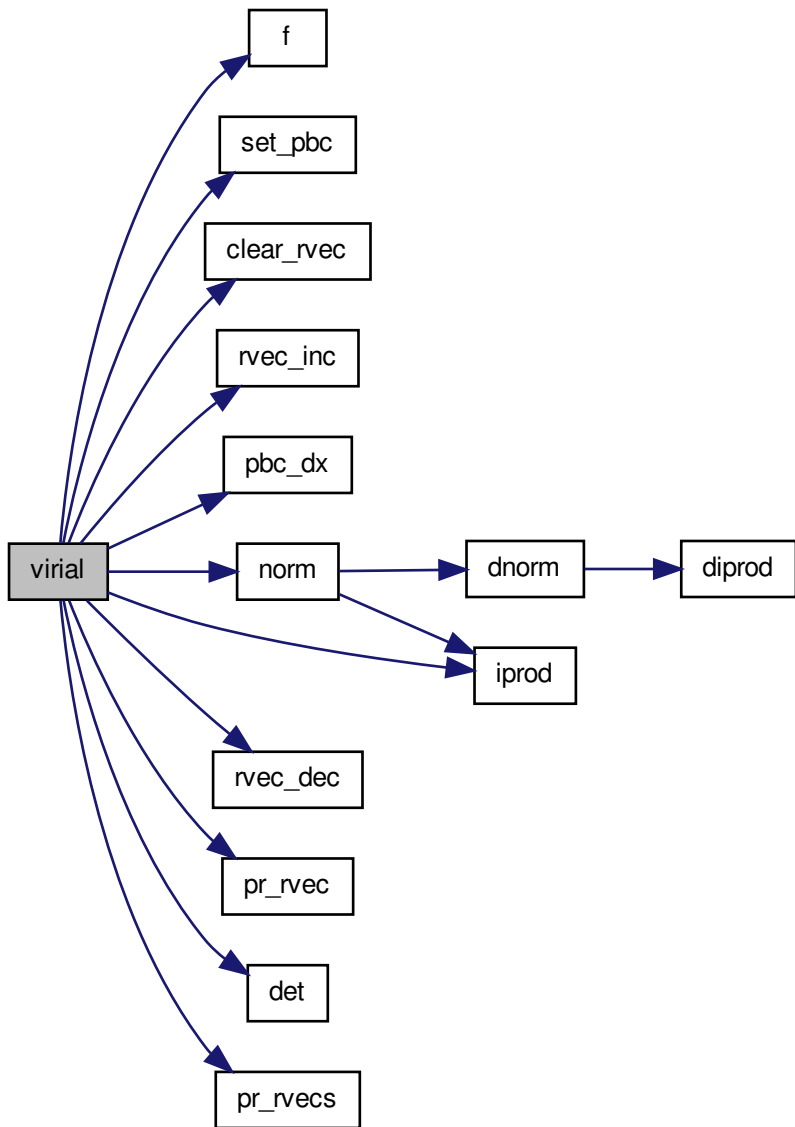 f
set_pbc
clear_rvec
rvec_inc
pbc_dx
virial
norm
dnorm
diprod
iprod
rvec_dec
pr_rvec
det
pr_rvecs